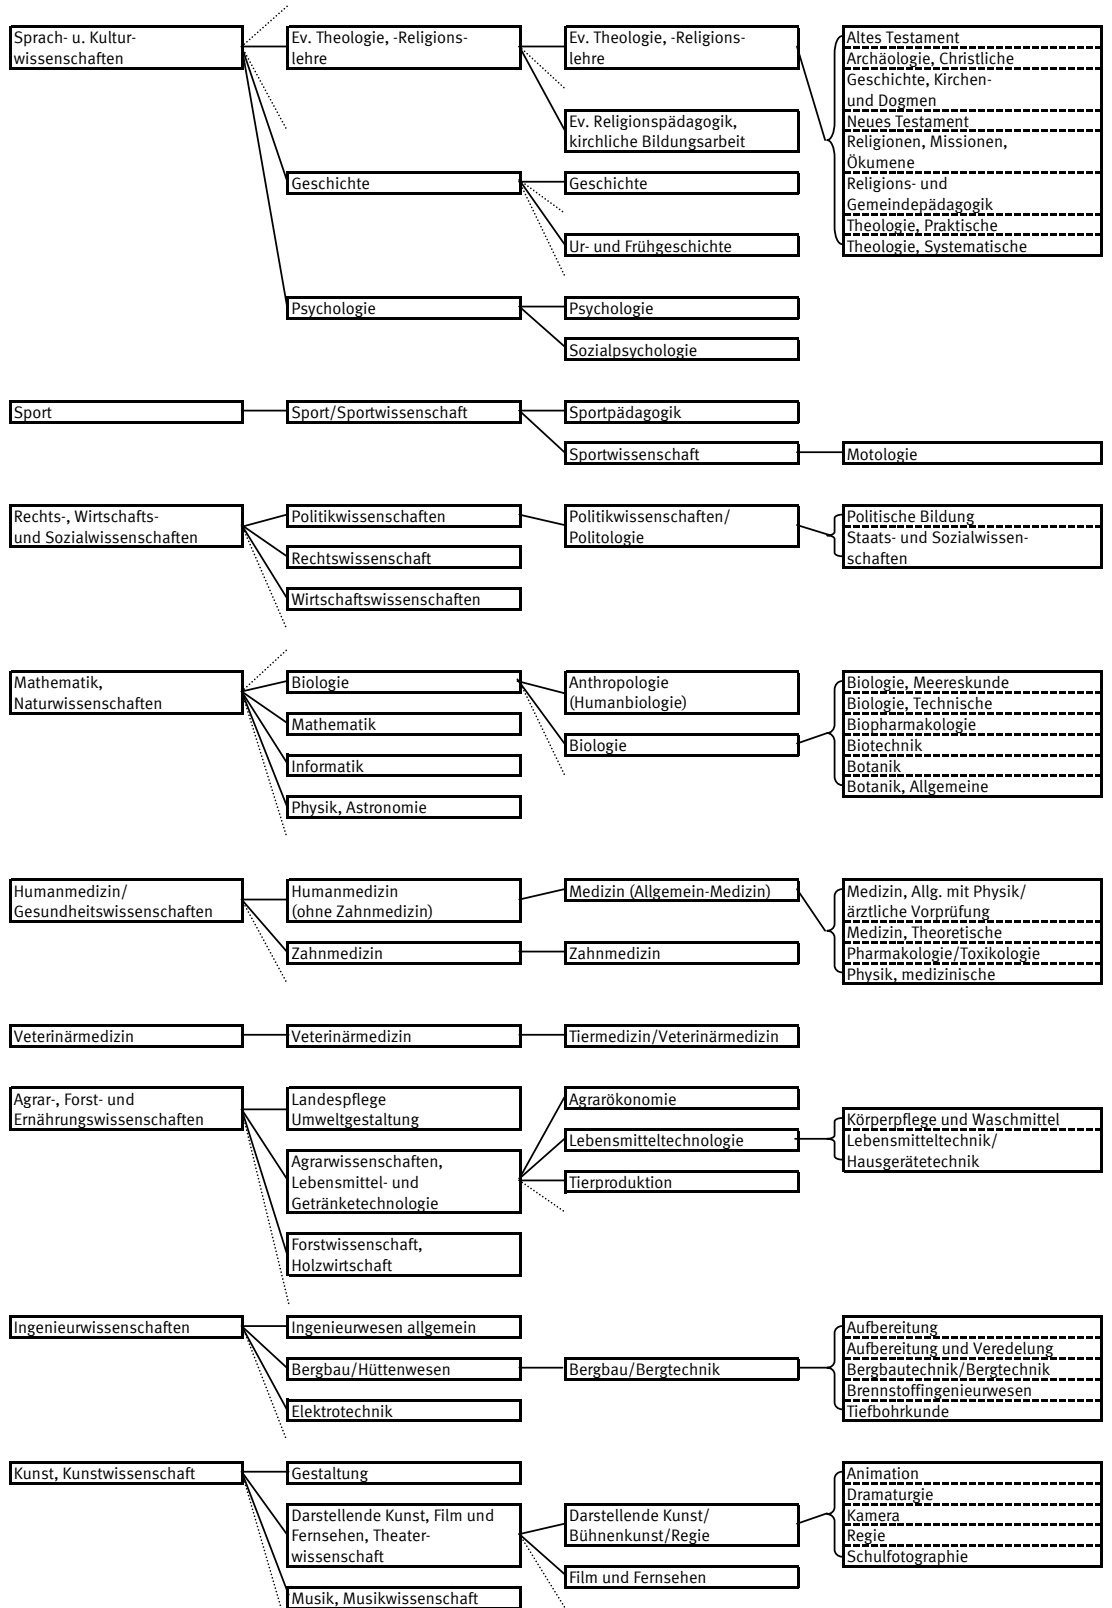 Sprach- u. Kultur-
wissenschaften
Ev. Theologie, -Religions-
lehre
Ev. Theologie, -Religions-
lehre
Altes Testament
Archäologie, Christliche
Geschichte, Kirchen-
und Dogmen
Neues Testament
Religionen, Missionen,
Ökumene
Religions- und
Gemeindepädagogik
Theologie, Praktische
Theologie, Systematische
Ev. Religionspädagogik,
kirchliche Bildungsarbeit
Geschichte
Geschichte
Ur- und Frühgeschichte
Psychologie
Psychologie
Sozialpsychologie
Sport
Sport/Sportwissenschaft
Sportpädagogik
Sportwissenschaft
Motologie
Rechts-, Wirtschafts-
und Sozialwissenschaften
Politikwissenschaften
Politikwissenschaften/
Politologie
Politische Bildung
Staats- und Sozialwissen-
schaften
Rechtswissenschaft
Wirtschaftswissenschaften
Mathematik,
Naturwissenschaften
Biologie
Anthropologie
(Humanbiologie)
Biologie, Meereskunde
Biologie, Technische
Biopharmakologie
Biotechnik
Botanik
Botanik, Allgemeine
Mathematik
Biologie
Informatik
Physik, Astronomie
Humanmedizin/
Gesundheitswissenschaften
Humanmedizin
(ohne Zahnmedizin)
Medizin (Allgemein-Medizin)
Medizin, Allg. mit Physik/
ärztliche Vorprüfung
Medizin, Theoretische
Pharmakologie/Toxikologie
Physik, medizinische
Zahnmedizin
Zahnmedizin
Veterinärmedizin
Veterinärmedizin
Tiermedizin/Veterinärmedizin
Agrar-, Forst- und
Ernährungswissenschaften
Landespflege
Umweltgestaltung
Agrarökonomie
Lebensmitteltechnologie
Körperpflege und Waschmittel
Lebensmitteltechnik/
Hausgerätetechnik
Agrarwissenschaften,
Lebensmittel- und
Getränketechnologie
Tierproduktion
Forstwissenschaft,
Holzwirtschaft
Ingenieurwissenschaften
Ingenieurwesen allgemein
Bergbau/Hüttenwesen
Bergbau/Bergtechnik
Aufbereitung
Aufbereitung und Veredelung
Bergbautechnik/Bergtechnik
Brennstoffingenieurwesen
Tiefbohrkunde
Elektrotechnik
Kunst, Kunstwissenschaft
Gestaltung
Darstellende Kunst, Film und
Fernsehen, Theater-
wissenschaft
Darstellende Kunst/
Bühnenkunst/Regie
Animation
Dramaturgie
Kamera
Regie
Schulfotographie
Film und Fernsehen
Musik, Musikwissenschaft